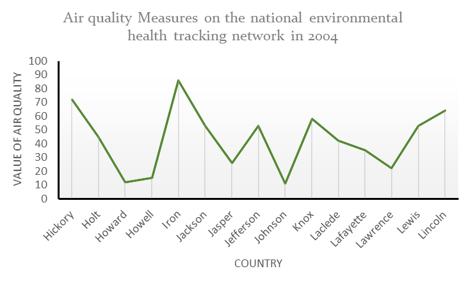 Air quality Measures on the national environmental
health tracking network in 2004
VALUE OF AIR QUALITY
100
90
80
70
60
50
40
30
20
10
0
Hickory
Holt
Howard
Howell
Iron
Jackson
Jasper
Jefferson
Johnson
Knox
Laclede
Lafayette
Lawrence
Lewis
Lincoln
COUNTRY